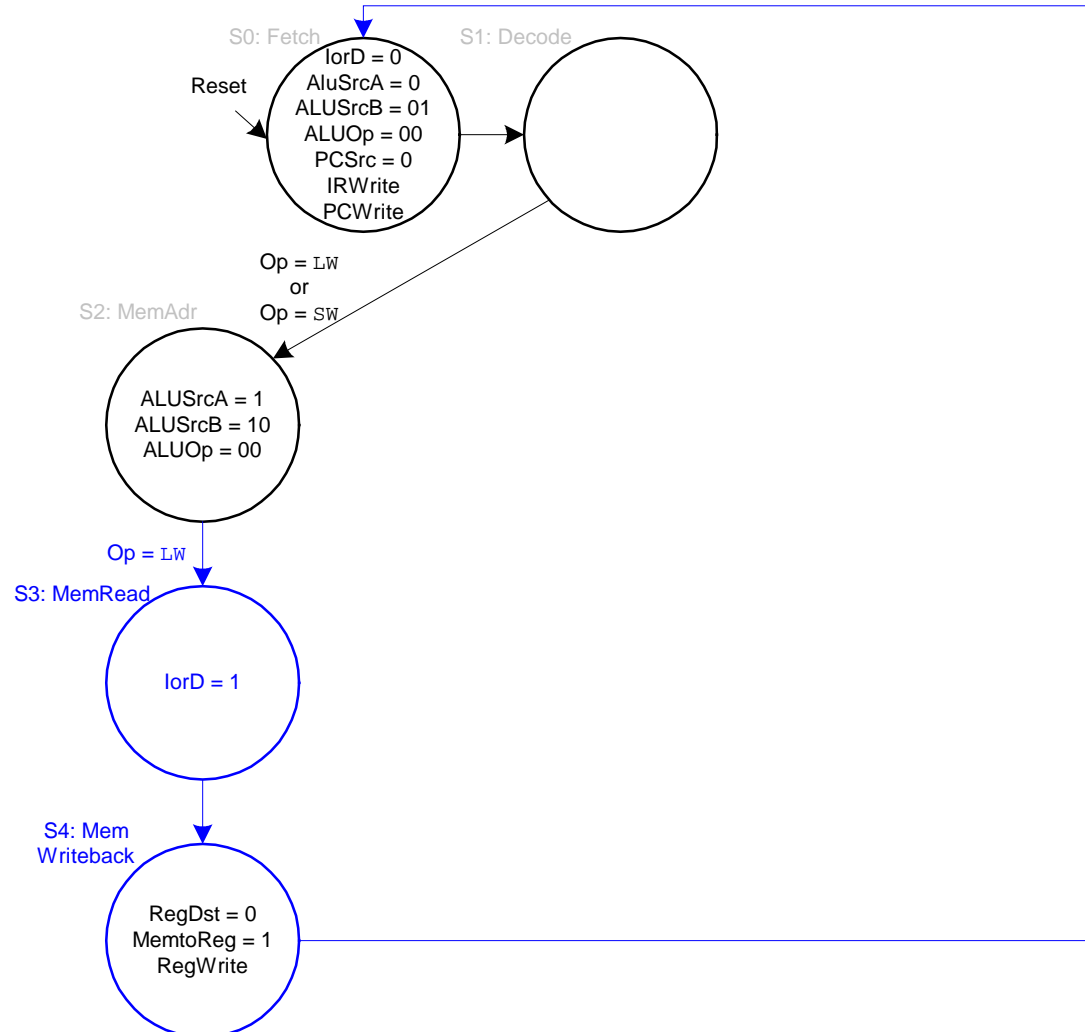 S0: Fetch
S1: Decode
Reset
IorD = 0
AluSrcA = 0
ALUSrcB = 01
ALUOp = 00
PCSrc = 0
IRWrite
PCWrite
Op = LW
or
Op = SW
S2: MemAdr
ALUSrcA = 1
ALUSrcB = 10
ALUOp = 00
Op = LW
S3: MemRead
IorD = 1
S4: Mem
Writeback
RegDst = 0
MemtoReg = 1
RegWrite